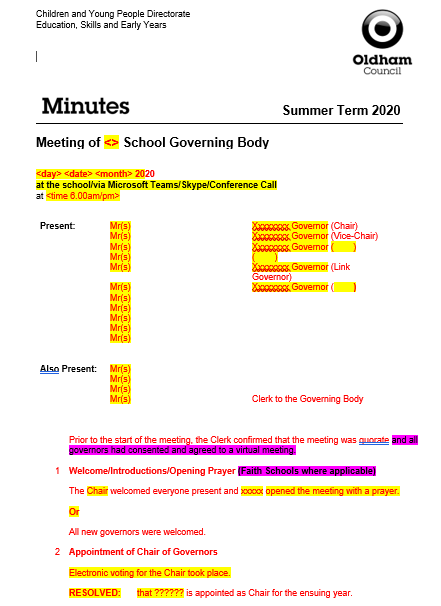 Children and Young People Directorate
Education, Skills and Early Years
Oldham
Council
Minutes
Summer Term 2020
Meeting of <> School Governing Body
<day> <date> <month> 2020
at the school/via Microsoft Teams/Skype/Conference Call
at <time 6.00am/pm>
Present: Mr(s) Xxxxxxxx Governor (Chair)
Mr(s) Xxxxxxxx Governor (Vice-Chair)
Mr(s) Xxxxxxxx Governor ( )
Mr(s) ( )
Mr(s) Xxxxxxxx Governor (Link
Governor)
Mr(s) Xxxxxxxx Governor ( )
Mr(s)
Mr(s)
Mr(s)
Mr(s)
Mr(s)
Also Present: Mr(s)
Mr(s)
Mr(s)
Mr(s) Clerk to the Governing Body
Prior to the start of the meeting, the Clerk confirmed that the meeting was quorate and all
governors had consented and agreed to a virtual meeting.
1 Welcome/Introductions/Opening Prayer (Faith Schools where applicable)
The Chair welcomed everyone present and xxxxx opened the meeting with a prayer.
Or
All new governors were welcomed.
2 Appointment of Chair of Governors
Electronic voting for the Chair took place.
RESOLVED: that ?????? is appointed as Chair for the ensuing year.